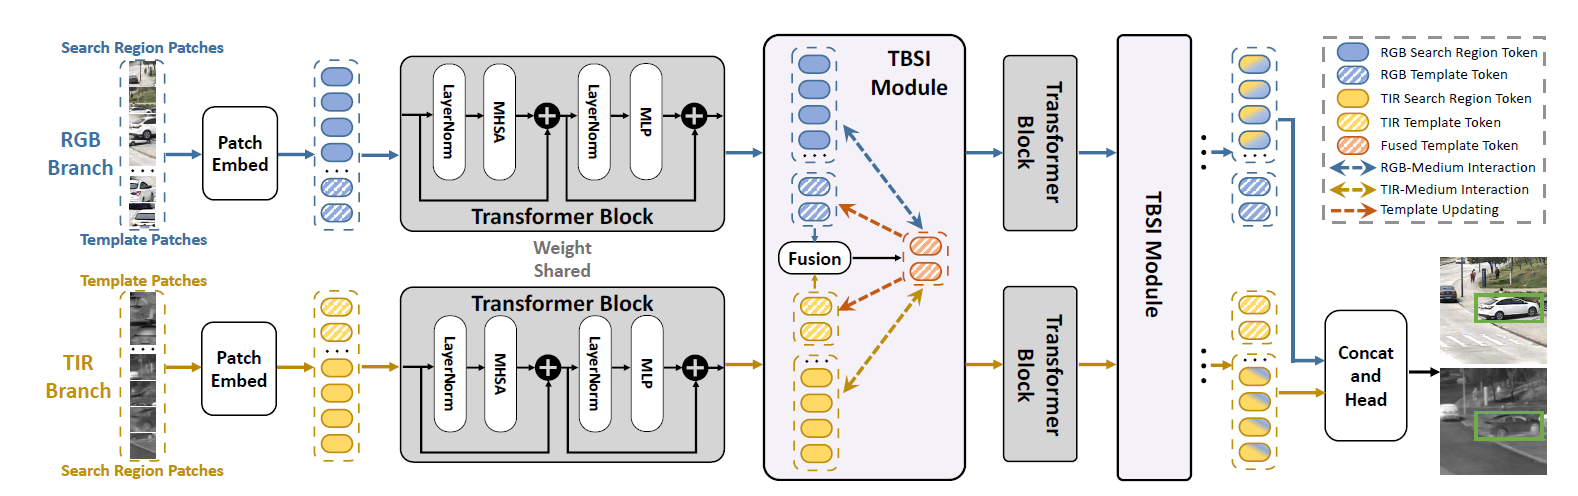 Search Region Patches
RGB
Branch
Template Patches
Patch
Embed
LayerNorm
MHSA
LayerNorm
MLP
Transformer Block
Weight
Shared
Template Patches
TIR
Branch
Search Region Patches
Patch
Embed
Transformer Block
LayerNorm
MHSA
LayerNorm
MLP
TBSI
Module
Fusion
Transformer
Block
Transformer
Block
TBSI Module
Concat
and
Head
RGB Search Region Token
RGB Template Token
TIR Search Region Token
TIR Template Token
Fused Template Token
RGB-Medium Interaction
TIR-Medium Interaction
Template Updating